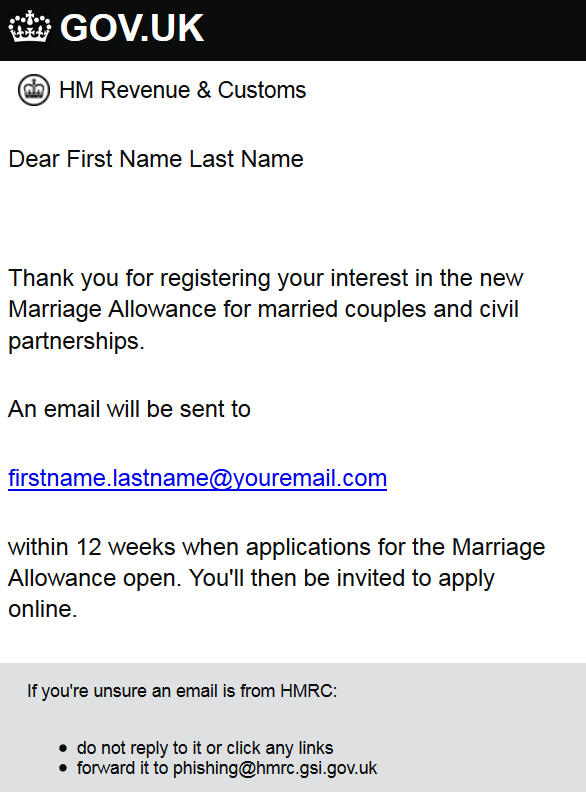 GOV.UK
HM Revenue & Customs
Dear First Name Last Name
Thank you for registering your interest in the new
Marriage Allowance for married couples and civil
partnerships.
An email will be sent to
firstname.lastname@youremail.com
within 12 weeks when applications for the Marriage
Allowance open. You'll then be invited to apply
online.
If you're unsure an email is from HMRC:
• do not reply to it or click any links
• forward it to phishing@hmrc.gsi.gov.uk